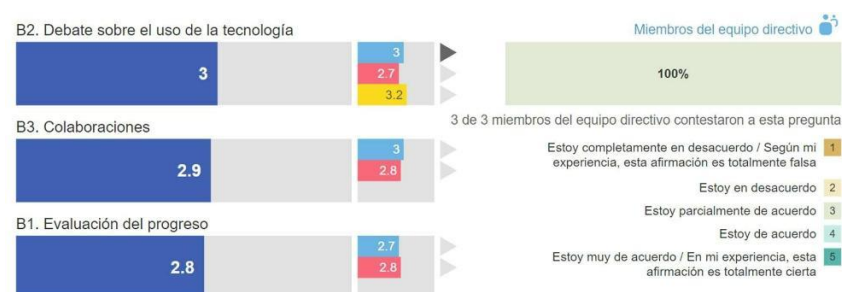 B2. Debate sobre el uso de la tecnología
3
3
2.7
3.2
B3. Colaboraciones
2.9
3
2.8
B1. Evaluación del progreso
2.8
2.7
2.8
Miembros del equipo directivo
100%
3 de 3 miembros del equipo directivo contestaron a esta pregunta
Estoy completamente en desacuerdo / Según mi 1
experiencia, esta afirmación es totalmente falsa
Estoy en desacuerdo 2
Estoy parcialmente de acuerdo 3
Estoy de acuerdo 4
Estoy muy de acuerdo / En mi experiencia, esta 5
afirmación es totalmente cierta